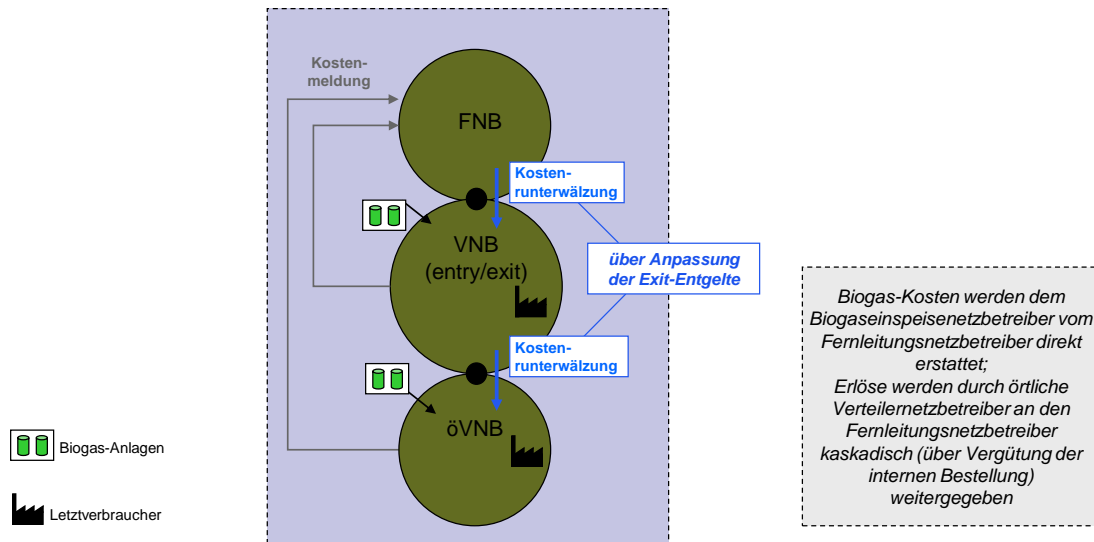 Kosten-
meldung
FNB
Kosten-
runterwälzung
VNB
(entry/exit)
über Anpassung
der Exit-Entgelte
Kosten-
runterwälzung
öVNB
Biogas-Anlagen
Letztverbraucher
Biogas-Kosten werden dem
Biogaseinspeisenetzbetreiber vom
Fernleitungsnetzbetreiber direkt
erstattet;
Erlöse werden durch örtliche
Verteilernetzbetreiber an den
Fernleitungsnetzbetreiber
kaskadisch (über Vergütung der
internen Bestellung)
weitergegeben